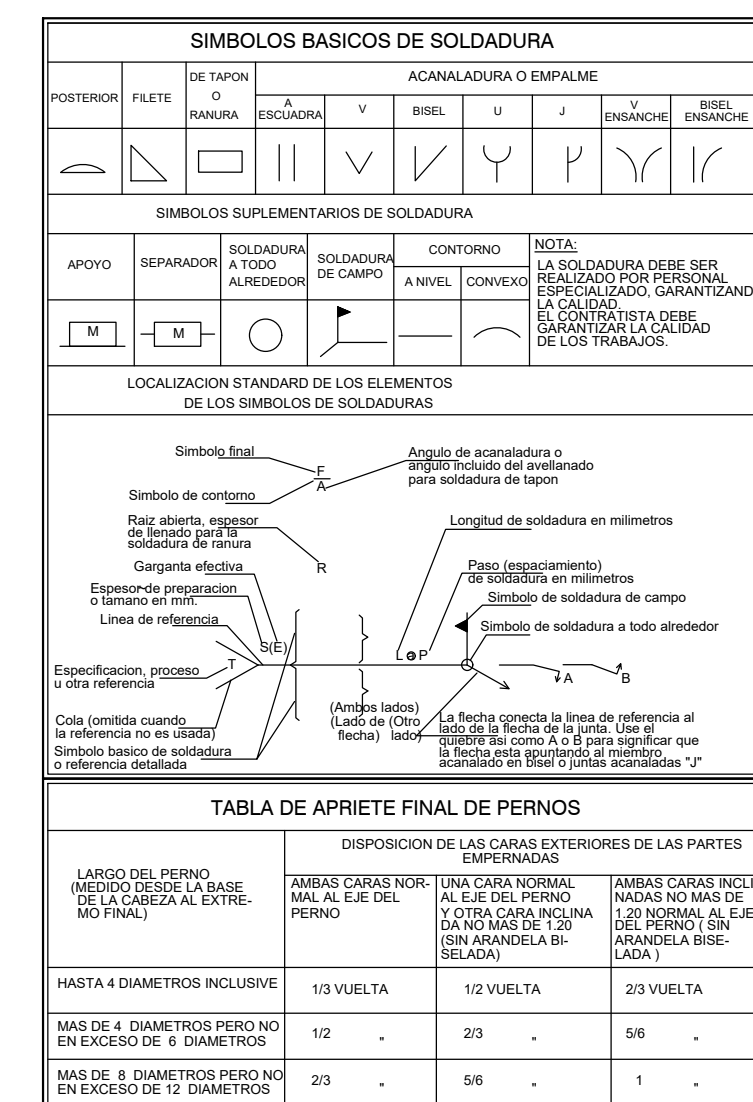 SIMBOLOS BASICOS DE SOLDADURA
POSTERIOR
FILETE
DE TAPON
O
RANURA
ACANALADURA O EMPALME
A
ESCUADRA
V
BISEL
U
J
V
ENSANCHE
BISEL
ENSANCHE
SIMBOLOS SUPLEMENTARIOS DE SOLDADURA
APOYO
SEPARADOR
SOLDADURA
A TODO
ALREDEDOR
SOLDADURA
DE CAMPO
CONTORNO
A NIVEL
CONVEXO
NOTA:
LA SOLDADURA DEBE SER
REALIZADO POR PERSONAL
ESPECIALIZADO, GARANTIZAND
LA CALIDAD.
EL CONTRATISTA DEBE
GARANTIZAR LA CALIDAD
DE LOS TRABAJOS.
M
M
LOCALIZACION STANDARD DE LOS ELEMENTOS
DE LOS SIMBOLOS DE SOLDADURAS
Simbolo final
F
A
Simbolo de contorno
Angulo de acanaladura o
angulo incluido del avellanado
para soldadura de tapon
Raiz abierta, espesor
de llenado para la
soldadura de ranura
R
Longitud de soldadura en milimetros
Garganta efectiva
Paso (espaciamiento)
de soldadura en milimetros
Espesor de preparacion
o tamano en mm.
Simbolo de soldadura de campo
Linea de referencia
Simbolo de soldadura a todo alrededor
S(E)
L @ P
T
A
B
Especificacion, proceso
u otra referencia
(Ambos lados)
(Lado de (Otro
flecha) lado)
Cola (omitida cuando
la referencia no es usada)
La flecha conecta la linea de referencia al
lado de la flecha de la junta. Use el
quiebre asi como A o B para significar que
la flecha esta apuntando al miembro
acanalado en bisel o juntas acanaladas "J"
Simbolo basico de soldadura
o referencia detallada
TABLA DE APRIETE FINAL DE PERNOS
LARGO DEL PERNO
(MEDIDO DESDE LA BASE
DE LA CABEZA AL EXTRE-
MO FINAL)
DISPOSICION DE LAS CARAS EXTERIORES DE LAS PARTES
EMPERNADAS
AMBAS CARAS NOR-
MAL AL EJE DEL
PERNO
UNA CARA NORMAL
AL EJE DEL PERNO
Y OTRA CARA INCLINA
DA NO MAS DE 1.20
(SIN ARANDELA BI-
SELADA)
AMBAS CARAS INCLI
NADAS NO MAS DE
1.20 NORMAL AL EJE
DEL PERNO ( SIN
ARANDELA BISE-
LADA )
HASTA 4 DIAMETROS INCLUSIVE
1/3 VUELTA
1/2 VUELTA
2/3 VUELTA
MAS DE 4 DIAMETROS PERO NO
EN EXCESO DE 6 DIAMETROS
1/2 "
2/3 "
5/6 "
MAS DE 8 DIAMETROS PERO NO
EN EXCESO DE 12 DIAMETROS
2/3 "
5/6 "
1 "